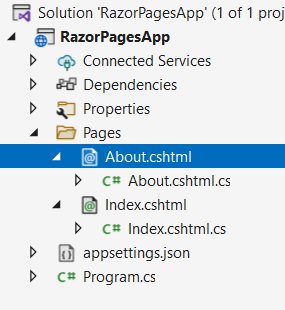 Solution 'RazorPagesApp' (1 of 1 proj
RazorPagesApp
Connected Services
Dependencies
Properties
Pages
About.cshtml
C# About.cshtml.cs
Index.cshtml
C# Index.cshtml.cs
appsettings.json
C# Program.cs